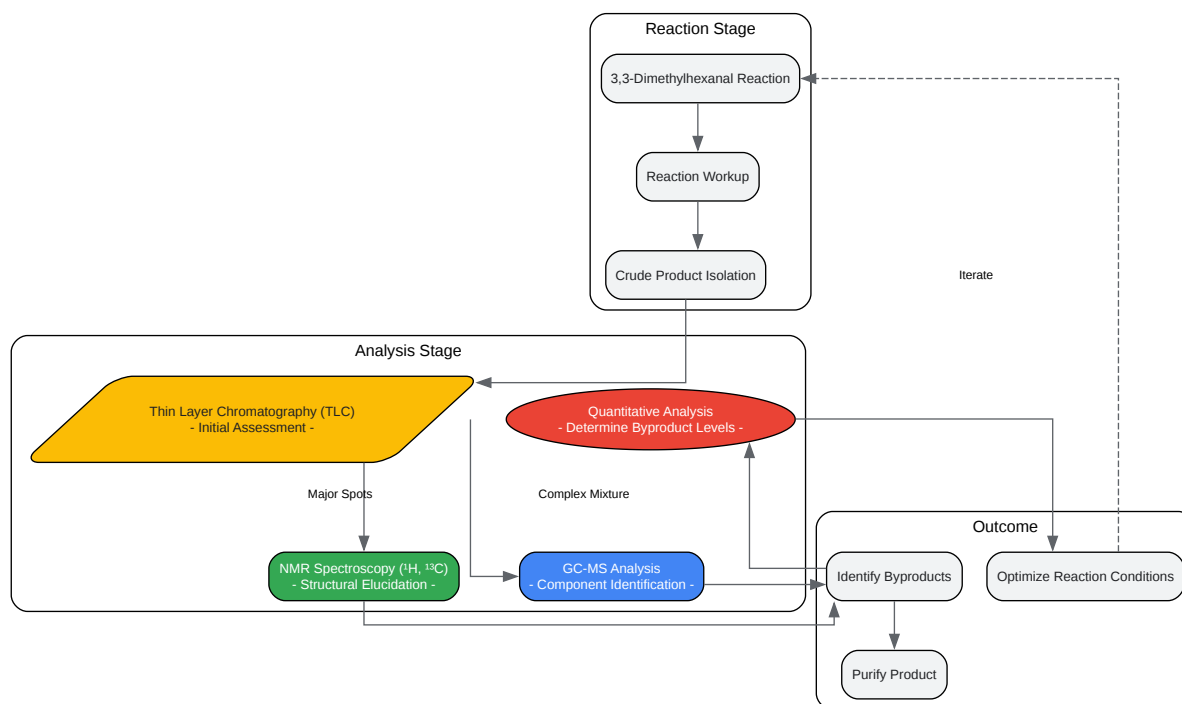 Reaction Stage
3,3-Dimethylhexanal Reaction
Reaction Workup
Crude Product Isolation
Iterate
Analysis Stage
Thin Layer Chromatography (TLC)
- Initial Assessment -
Quantitative Analysis
- Determine Byproduct Levels -
Major Spots
Complex Mixture
NMR Spectroscopy (¹H, ¹³C)
- Structural Elucidation -
GC-MS Analysis
- Component Identification -
Outcome
Identify Byproducts
Optimize Reaction Conditions
Purify Product